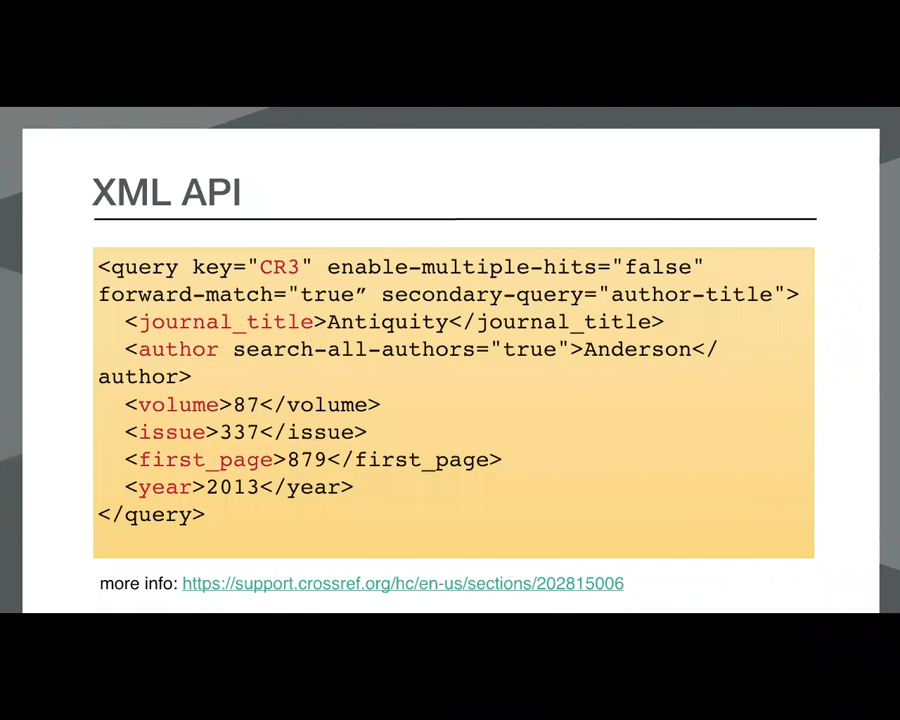 XML API
<query key="CR3" enable-multiple-hits="false"
forward-match="true” secondary-query="author-title">
<journal_title>Antiquity</journal_title>
<author search-all-authors="true">Anderson</
author>
<volume>87</volume>
<issue>337</issue>
<first_page>879</first_page>
<year>2013</year>
</query>
more info: https://support.crossref.org/hc/en-us/sections/202815006